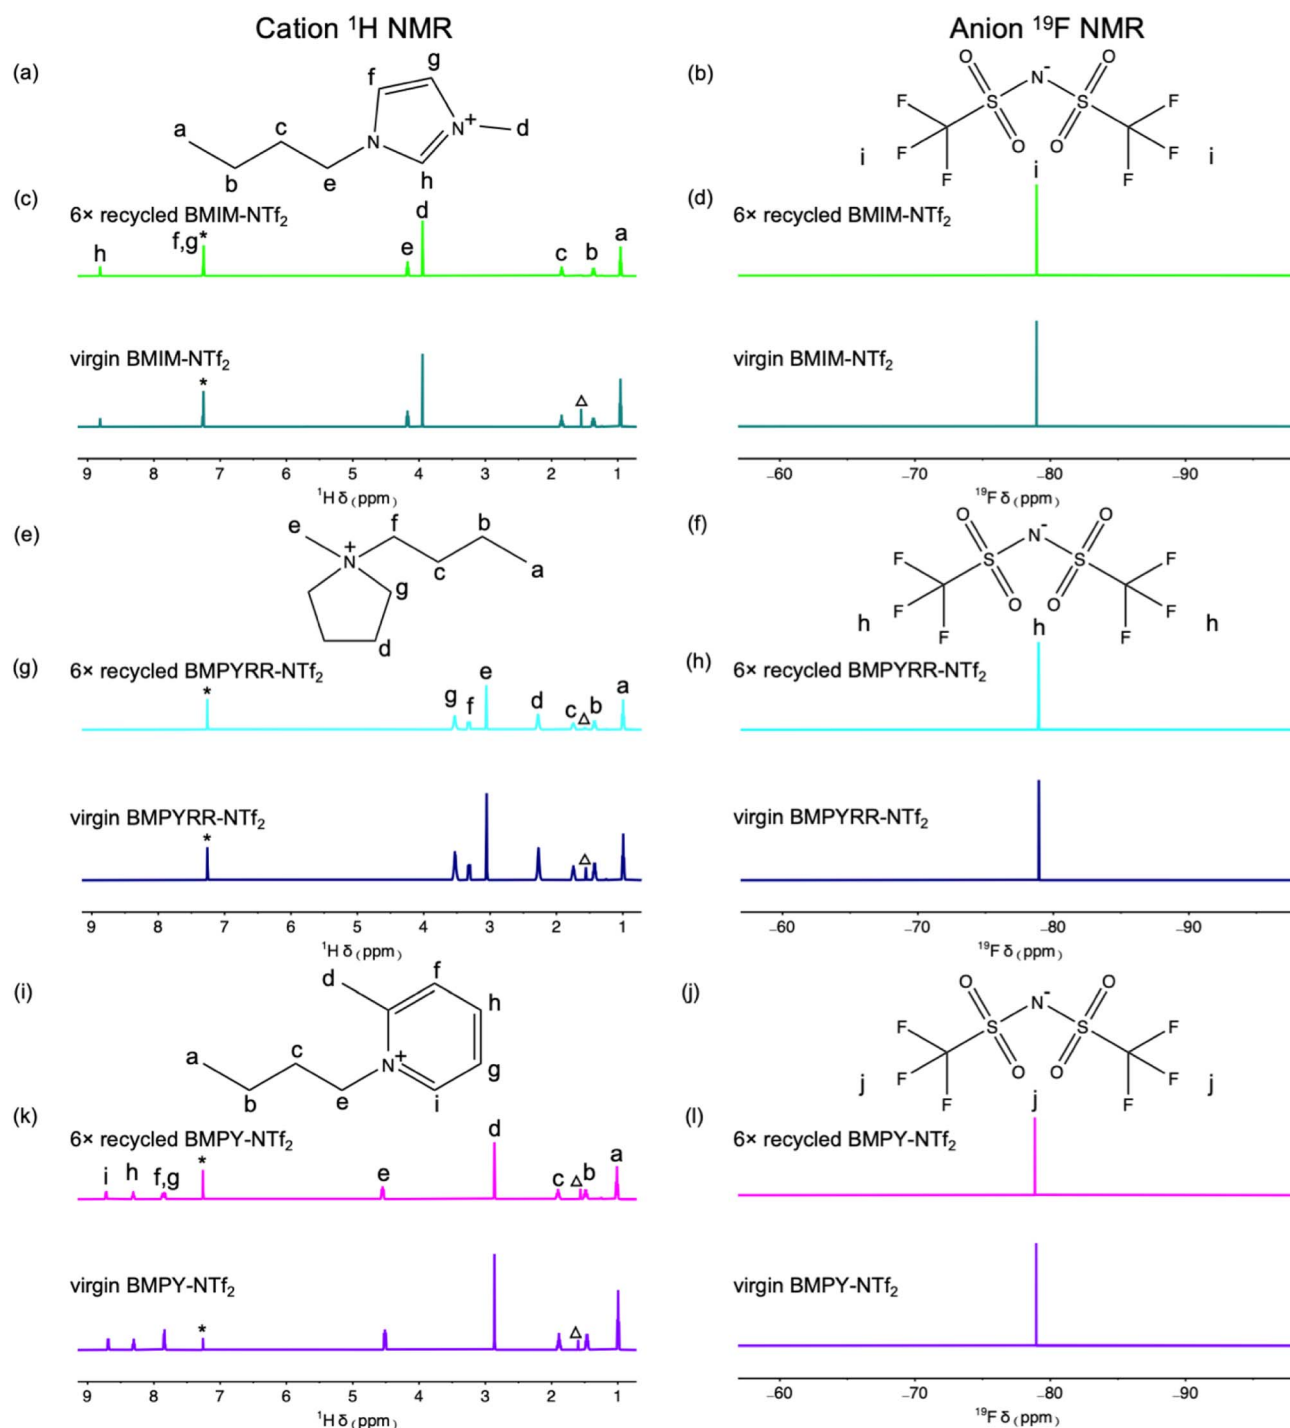 Cation ¹H NMR
Anion ¹⁹F NMR
(a)
g
f
a
c
N
N⁺
d
b
e
h
(b)
O
N⁻
O
F
S
S
F
F
O
O
F
F
F
i
i
(c)
6× recycled BMIM-NTf₂
h
f,g*
e
d
c
b
a
(d)
6× recycled BMIM-NTf₂
i
virgin BMIM-NTf₂
*
△
virgin BMIM-NTf₂
9 8 7 6 5 4 3 2 1
¹H δ (ppm)
−60 −70 −80 −90
¹⁹F δ (ppm)
(e)
e
f
b
N
+
c
a
g
d
(f)
O
N⁻
O
F
S
S
F
F
O
O
F
F
F
h
h
(g)
6× recycled BMPYRR-NTf₂
*
g
f
e
d
c
△
b
a
(h)
6× recycled BMPYRR-NTf₂
h
virgin BMPYRR-NTf₂
*
△
virgin BMPYRR-NTf₂
9 8 7 6 5 4 3 2 1
¹H δ (ppm)
−60 −70 −80 −90
¹⁹F δ (ppm)
(i)
d
f
h
a
c
N⁺
g
b
e
i
(j)
O
N⁻
O
F
S
S
F
F
O
O
F
F
F
j
j
(k)
6× recycled BMPY-NTf₂
i
h
f,g
*
e
d
c
△
b
a
(l)
6× recycled BMPY-NTf₂
j
virgin BMPY-NTf₂
*
△
virgin BMPY-NTf₂
9 8 7 6 5 4 3 2 1
¹H δ (ppm)
−60 −70 −80 −90
¹⁹F δ (ppm)